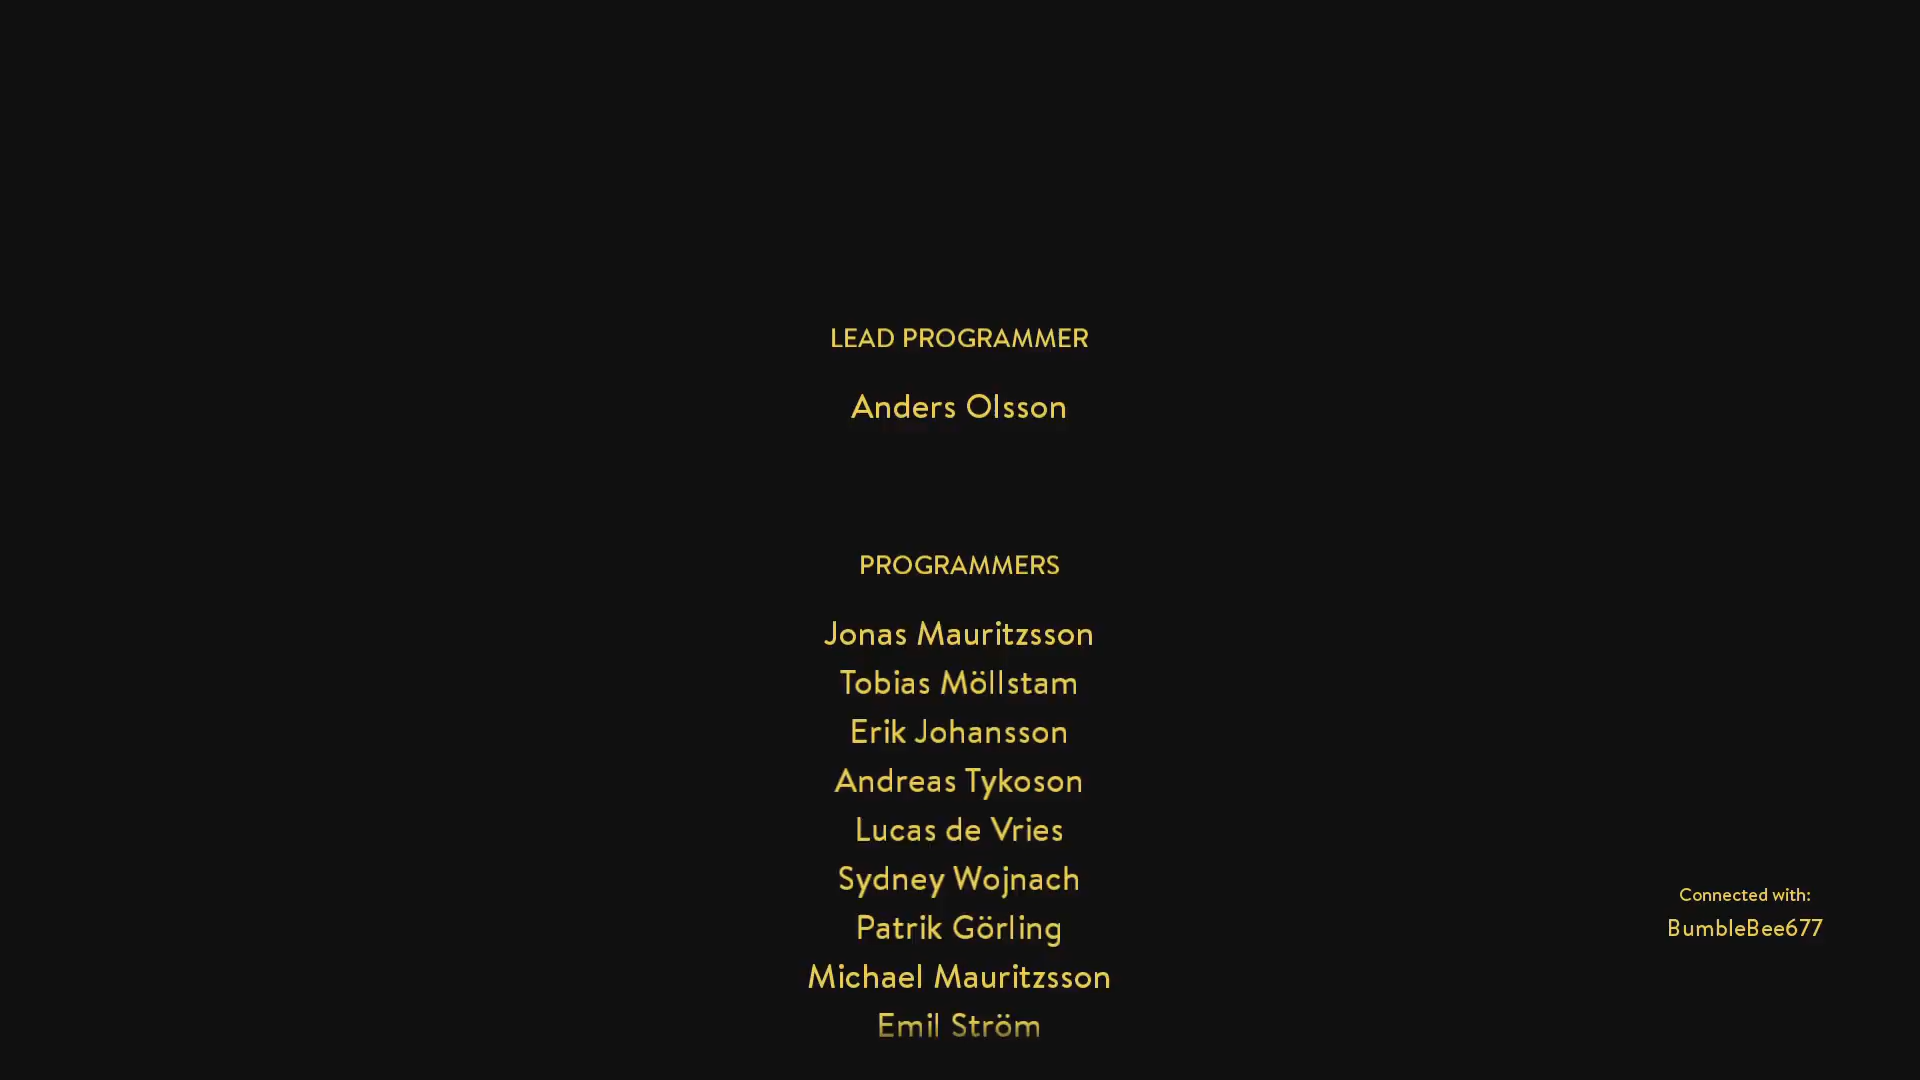 LEAD PROGRAMMER
Anders Olsson
PROGRAMMERS
Jonas Mauritzsson
Tobias Möllstam
Erik Johansson
Andreas Tykoson
Lucas de Vries
Sydney Wojnach
Patrik Görling
Michael Mauritzsson
Emil Ström
Connected with:
BumbleBee677